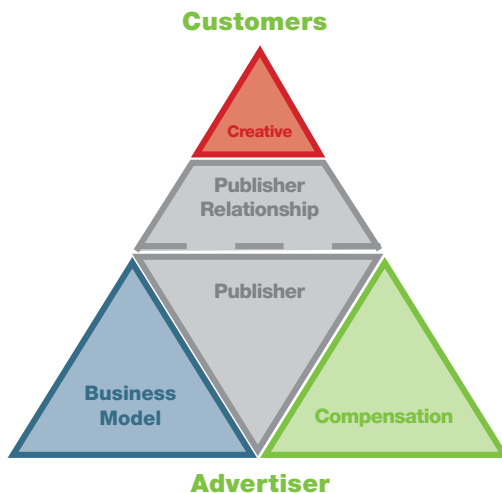 Customers
Creative
Publisher
Relationship
Publisher
Business
Model
Compensation
Advertiser